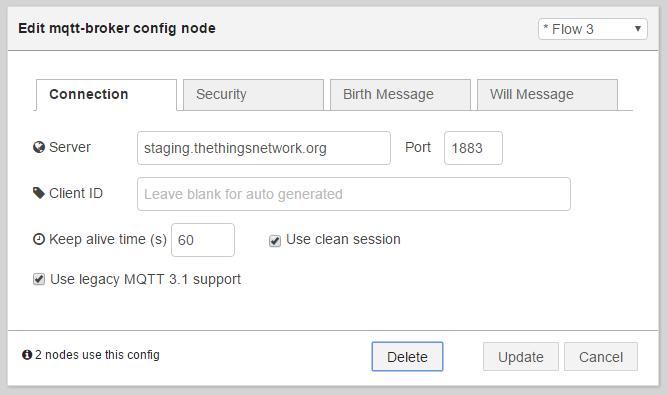 Edit mqtt-broker config node
* Flow 3
Connection Security Birth Message Will Message
Server staging.thethingsnetwork.org Port 1883
Client ID Leave blank for auto generated
Keep alive time (s) 60 Use clean session
Use legacy MQTT 3.1 support
2 nodes use this config Delete Update Cancel